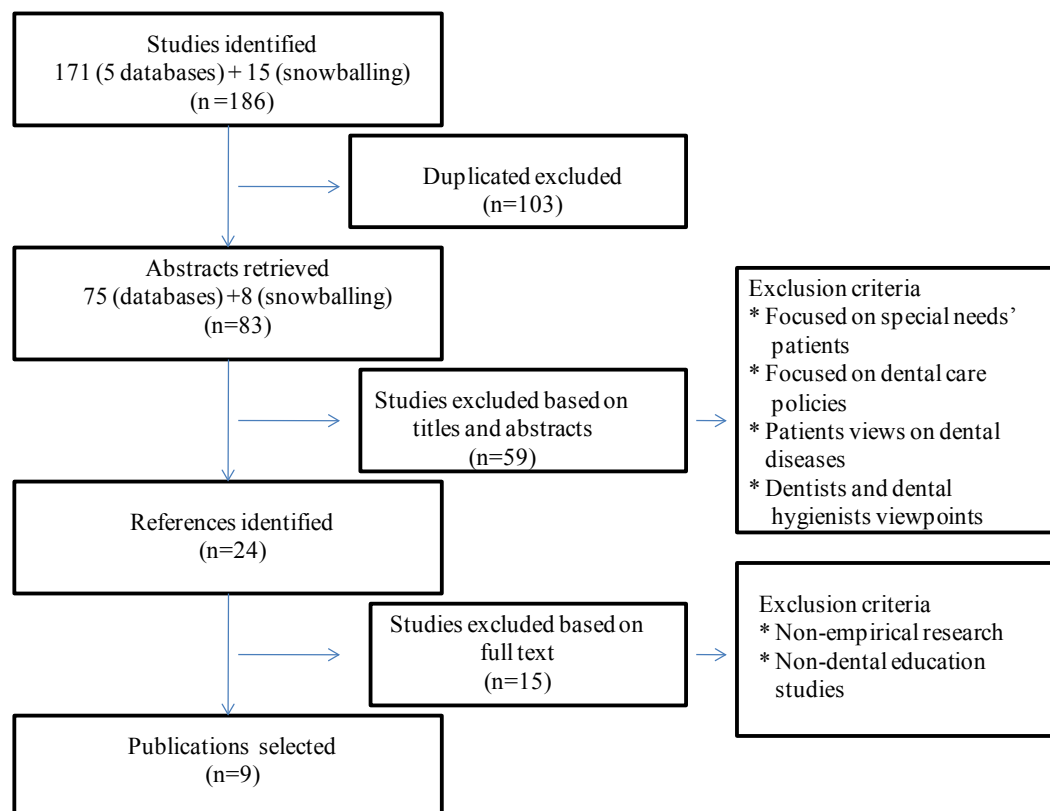 Studies identified
171 (5 databases) + 15 (snowballing)
(n =186)
Duplicated excluded
(n=103)
Abstracts retrieved
75 (databases) +8 (snowballing)
(n=83)
Studies excluded based on
titles and abstracts
(n=59)
Exclusion criteria
* Focused on special needs’
patients
* Focused on dental care
policies
* Patients views on dental
diseases
* Dentists and dental
hygienists viewpoints
References identified
(n=24)
Studies excluded based on
full text
(n=15)
Exclusion criteria
* Non-empirical research
* Non-dental education
studies
Publications selected
(n=9)